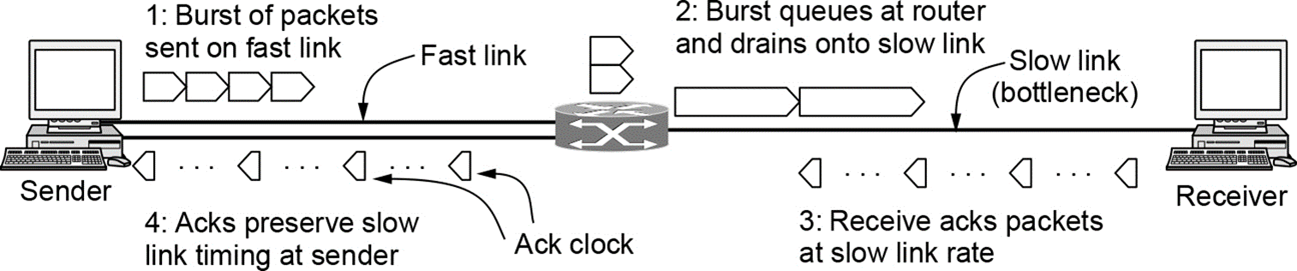 1: Burst of packets
sent on fast link
Fast link
2: Burst queues at router
and drains onto slow link
Slow link
(bottleneck)
Sender
Receiver
3: Receive acks packets
at slow link rate
4: Acks preserve slow
link timing at sender
Ack clock